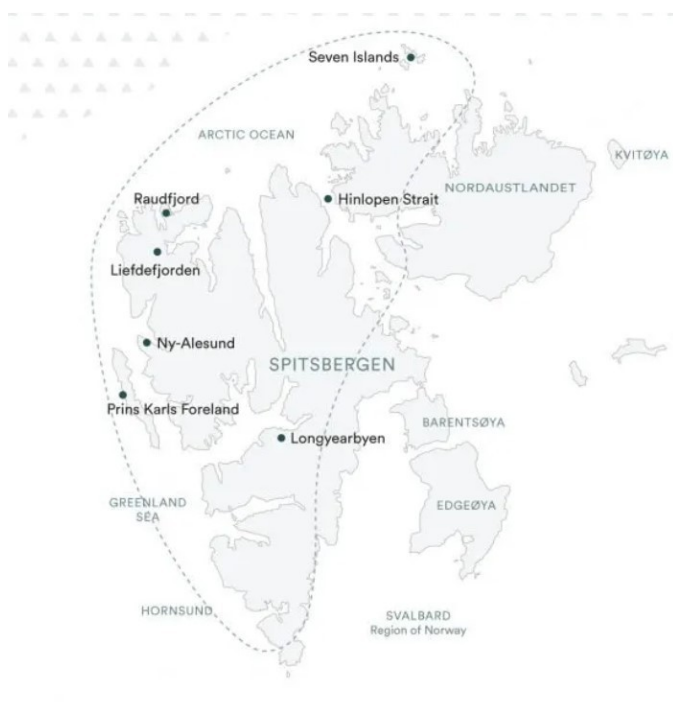 Seven Islands
ARCTIC OCEAN
KVITØYA
NORDAUSTLANDET
Raudfjord
Hinlopen Strait
Liefdefjorden
Ny-Alesund
SPITSBERGEN
Prins Karls Foreland
BARENTSØYA
Longyearbyen
GREENLAND
SEA
EDGEØYA
HORNSUND
SVALBARD
Region of Norway